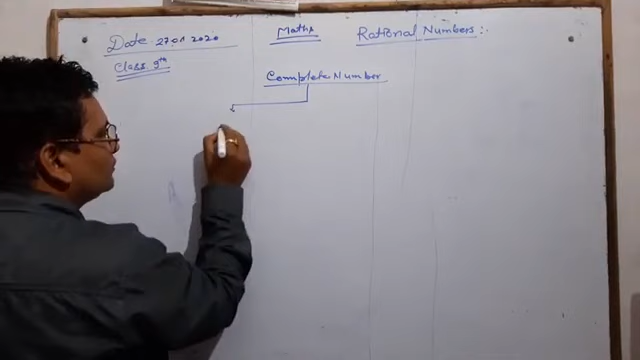 Date 27.01.2020
Maths
Rational Numbers:
Class 9th
Complete Number